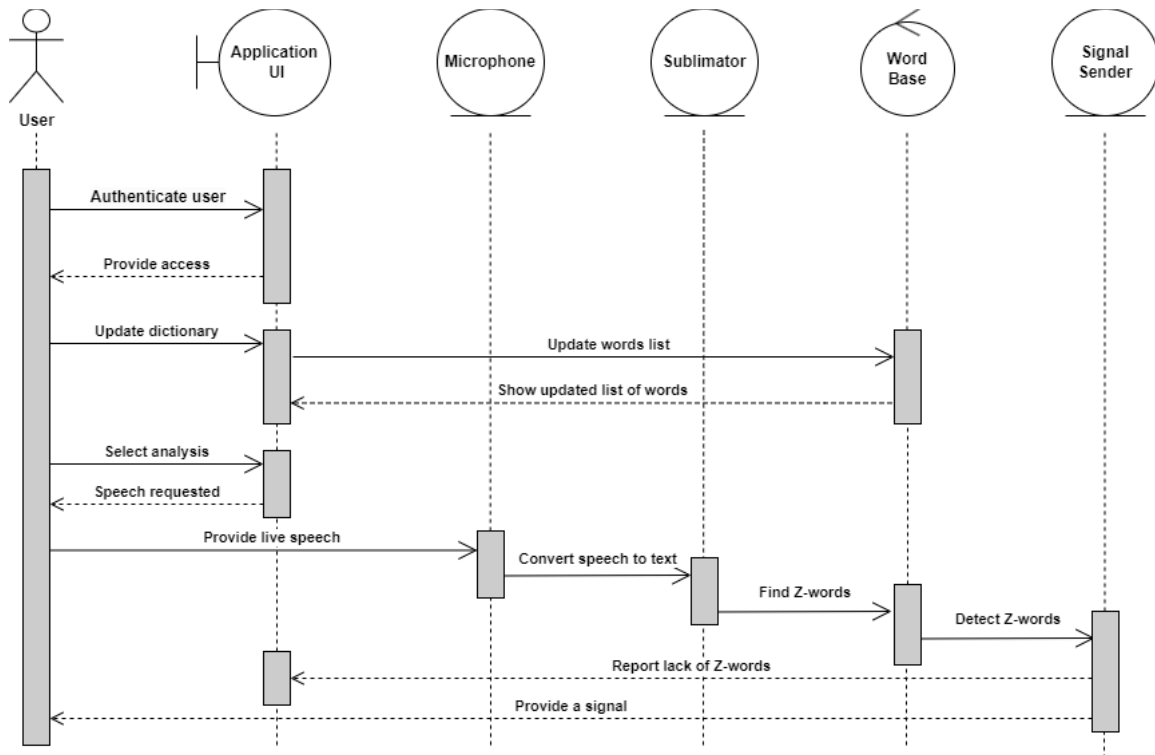 Application
UI
Microphone
Sublimator
Word
Base
Signal
Sender
User
Authenticate user
Provide access
Update dictionary
Update words list
Show updated list of words
Select analysis
Speech requested
Provide live speech
Convert speech to text
Find Z-words
Detect Z-words
Report lack of Z-words
Provide a signal